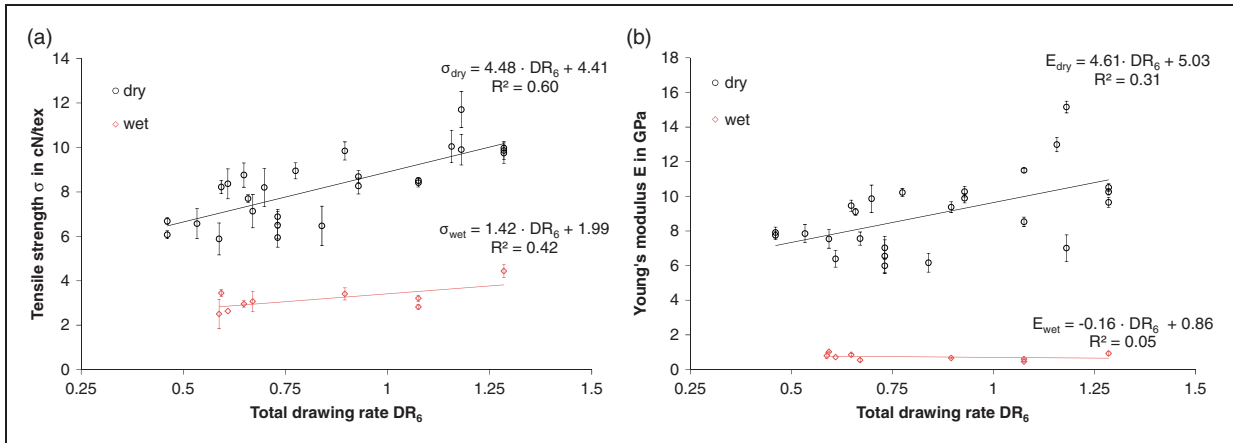 (a)
14
12
10
8
6
4
2
0
0.25
0.5
0.75
1
1.25
1.5
Tensile strength σ in cN/tex
Total drawing rate DR₆
dry
wet
σdry = 4.48 · DR₆ + 4.41
R² = 0.60
σwet = 1.42 · DR₆ + 1.99
R² = 0.42
(b)
18
16
14
12
10
8
6
4
2
0
0.25
0.5
0.75
1
1.25
1.5
Young's modulus E in GPa
Total drawing rate DR₆
dry
wet
Edry = 4.61 · DR₆ + 5.03
R² = 0.31
Ewet = -0.16 · DR₆ + 0.86
R² = 0.05